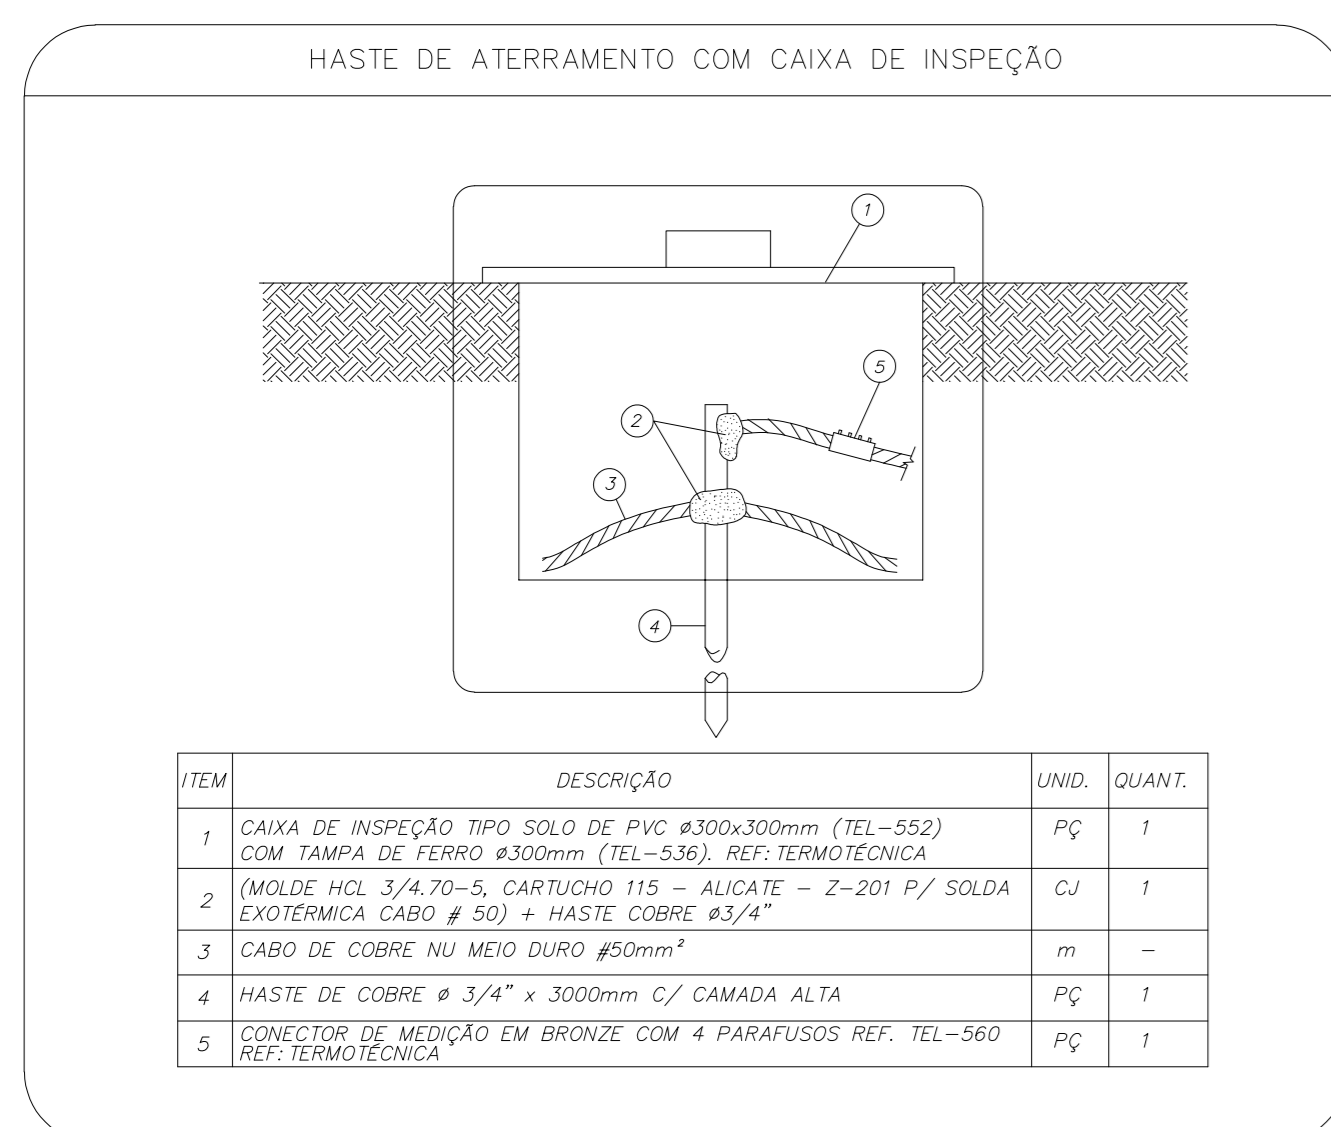 HASTE DE ATERRAMENTO COM CAIXA DE INSPEÇÃO
1
5
2
3
4
ITEM DESCRIÇÃO UNID. QUANT.
1 CAIXA DE INSPEÇÃO TIPO SOLO DE PVC ø300x300mm (TEL-552) PÇ 1
COM TAMPA DE FERRO ø300mm (TEL-536). REF: TERMOTÉCNICA
2 (MOLDE HCL 3/4.70-5, CARTUCHO 115 - ALICATE - Z-201 P/ SOLDA CJ 1
EXOTÉRMICA CABO # 50) + HASTE COBRE ø3/4"
3 CABO DE COBRE NU MEIO DURO #50mm² m -
4 HASTE DE COBRE ø 3/4" x 3000mm C/ CAMADA ALTA PÇ 1
5 CONECTOR DE MEDIÇÃO EM BRONZE COM 4 PARAFUSOS REF. TEL-560 PÇ 1
REF: TERMOTÉCNICA